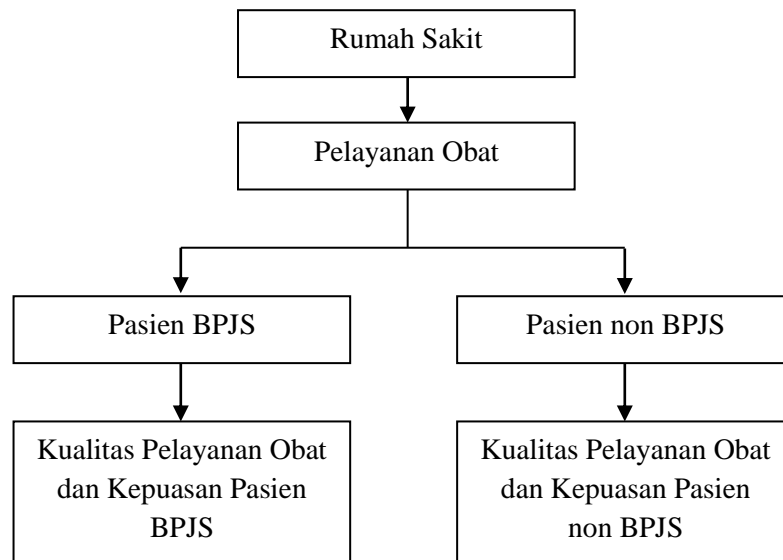 Rumah Sakit
Pelayanan Obat
Pasien BPJS
Pasien non BPJS
Kualitas Pelayanan Obat
dan Kepuasan Pasien
BPJS
Kualitas Pelayanan Obat
dan Kepuasan Pasien
non BPJS